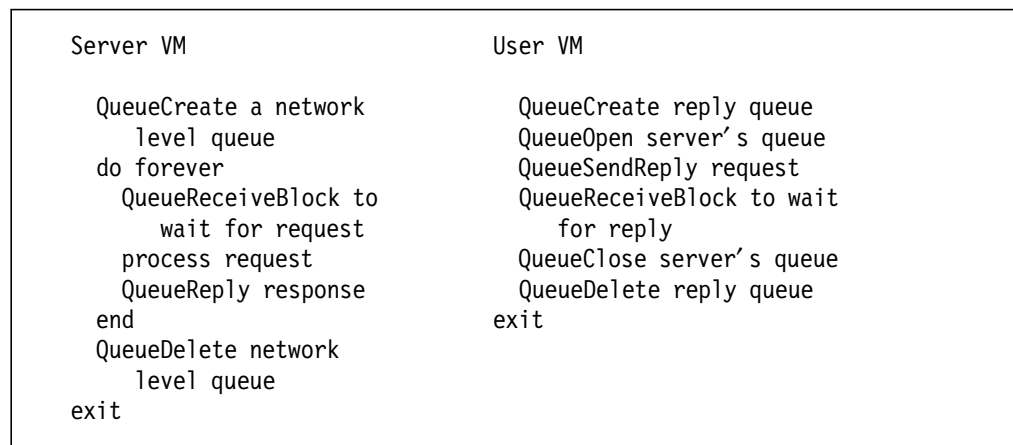 Server VM
QueueCreate a network
level queue
do forever
QueueReceiveBlock to
wait for request
process request
QueueReply response
end
QueueDelete network
level queue
exit
User VM
QueueCreate reply queue
QueueOpen server′s queue
QueueSendReply request
QueueReceiveBlock to wait
for reply
QueueClose server′s queue
QueueDelete reply queue
exit